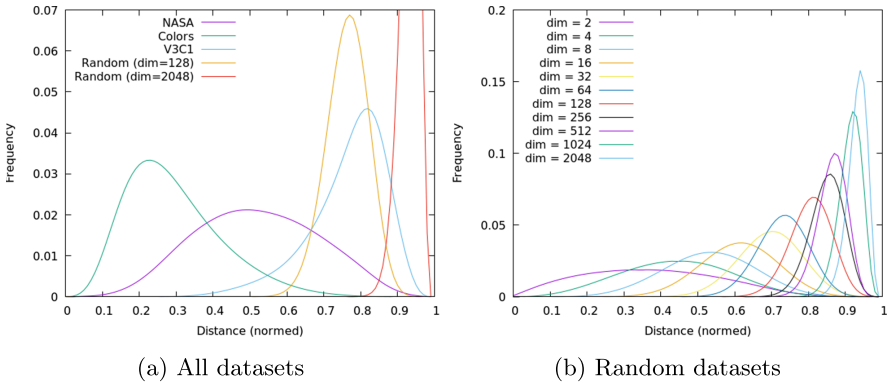 0.07
0.06
0.05
0.04
0.03
0.02
0.01
0
Frequency
NASA
Colors
V3C1
Random (dim=128)
Random (dim=2048)
0 0.1 0.2 0.3 0.4 0.5 0.6 0.7 0.8 0.9 1
Distance (normed)
(a) All datasets
0.2
0.15
0.1
0.05
0
Frequency
dim = 2
dim = 4
dim = 8
dim = 16
dim = 32
dim = 64
dim = 128
dim = 256
dim = 512
dim = 1024
dim = 2048
0 0.1 0.2 0.3 0.4 0.5 0.6 0.7 0.8 0.9 1
Distance (normed)
(b) Random datasets